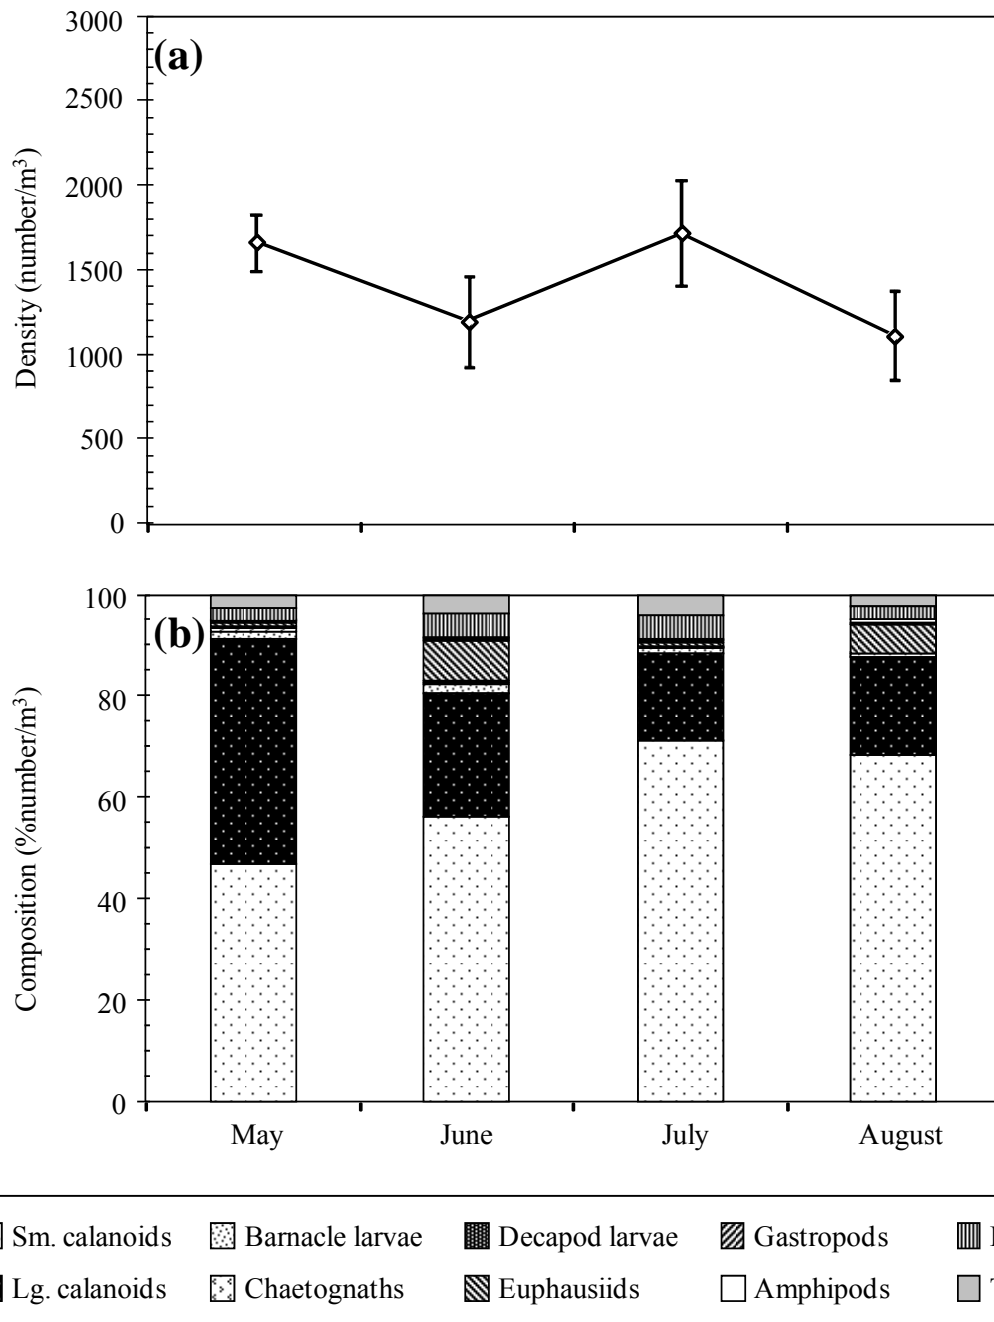 3000
(a)
2500
2000
1500
1000
500
0
Density (number/m³)
100
(b)
80
60
40
20
0
Composition (%number/m³)
May June July August
Sm. calanoids Barnacle larvae Decapod larvae Gastropods
Lg. calanoids Chaetognaths Euphausiids Amphipods